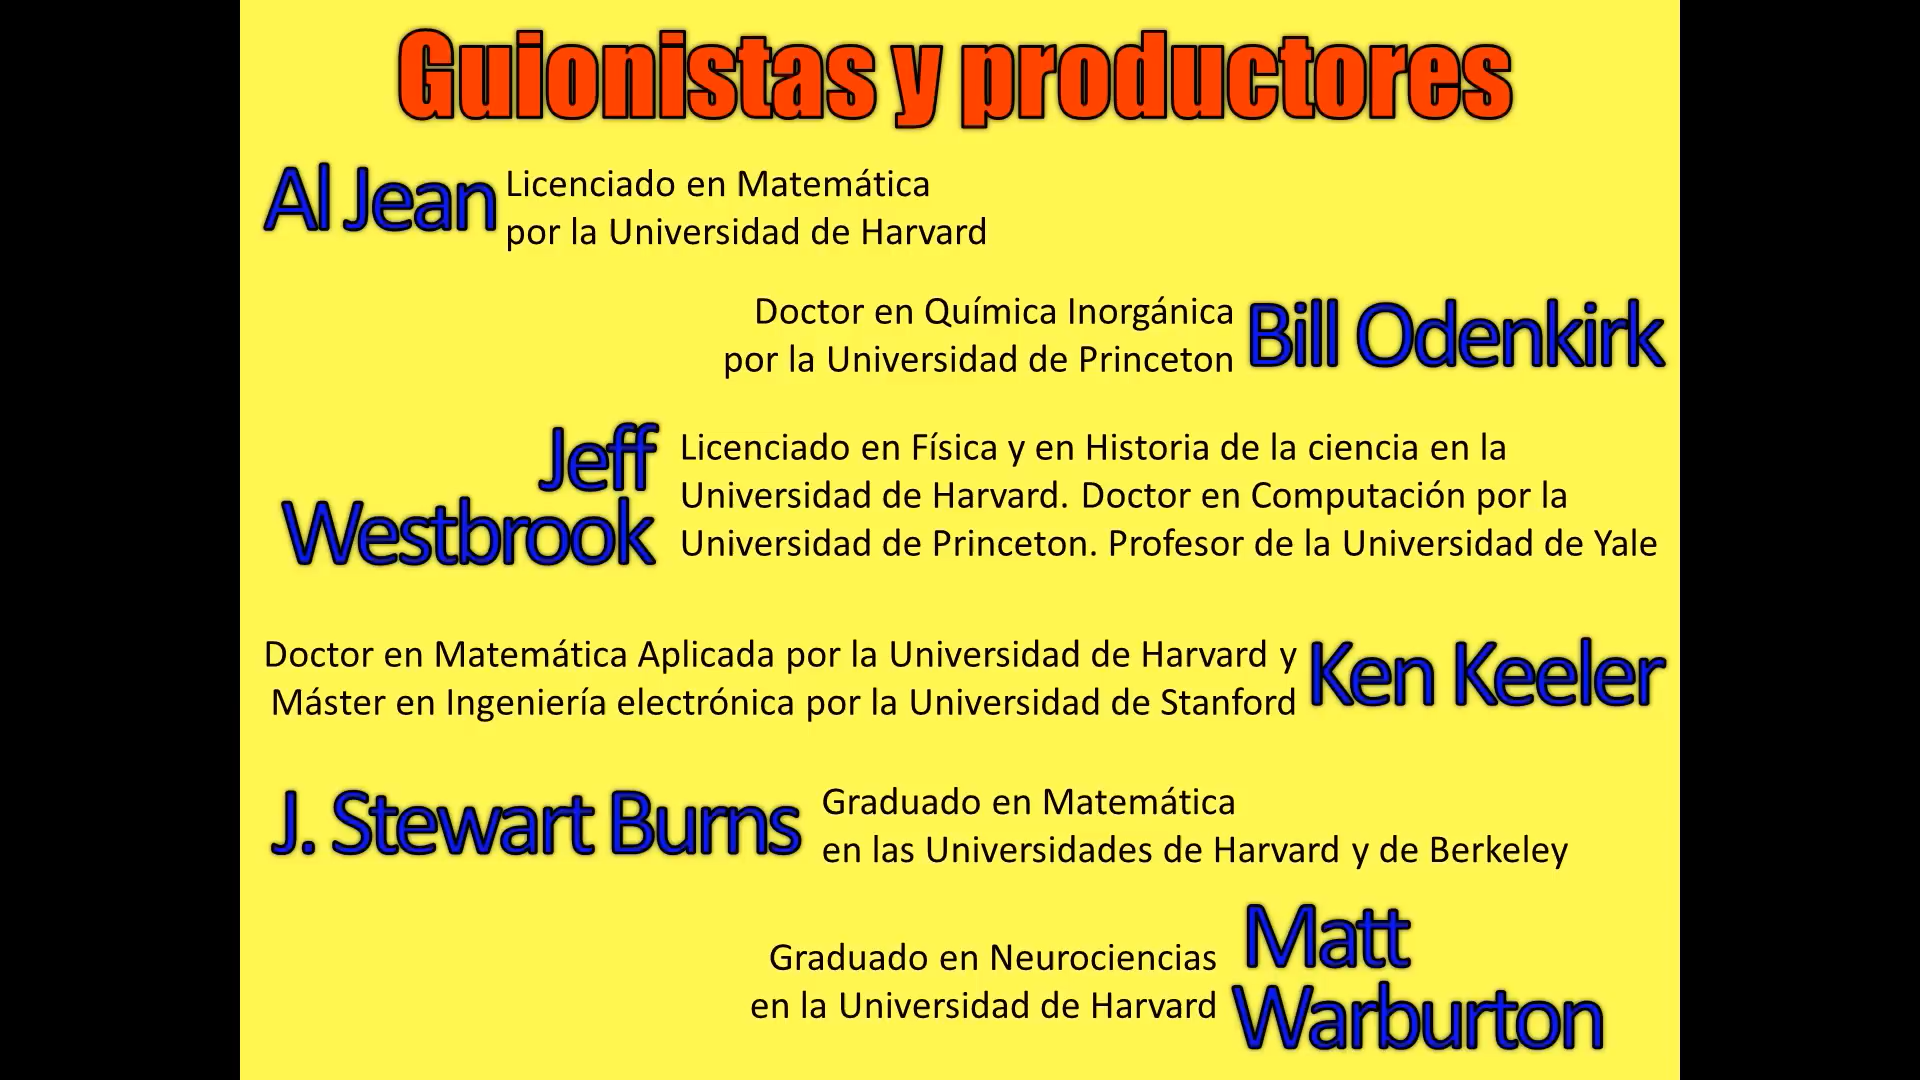 Guionistas y productores
Al Jean
Licenciado en Matemática
por la Universidad de Harvard
Doctor en Química Inorgánica
por la Universidad de Princeton
Bill Odenkirk
Jeff
Westbrook
Licenciado en Física y en Historia de la ciencia en la
Universidad de Harvard. Doctor en Computación por la
Universidad de Princeton. Profesor de la Universidad de Yale
Doctor en Matemática Aplicada por la Universidad de Harvard y
Máster en Ingeniería electrónica por la Universidad de Stanford
Ken Keeler
J. Stewart Burns
Graduado en Matemática
en las Universidades de Harvard y de Berkeley
Graduado en Neurociencias
en la Universidad de Harvard
Matt
Warburton